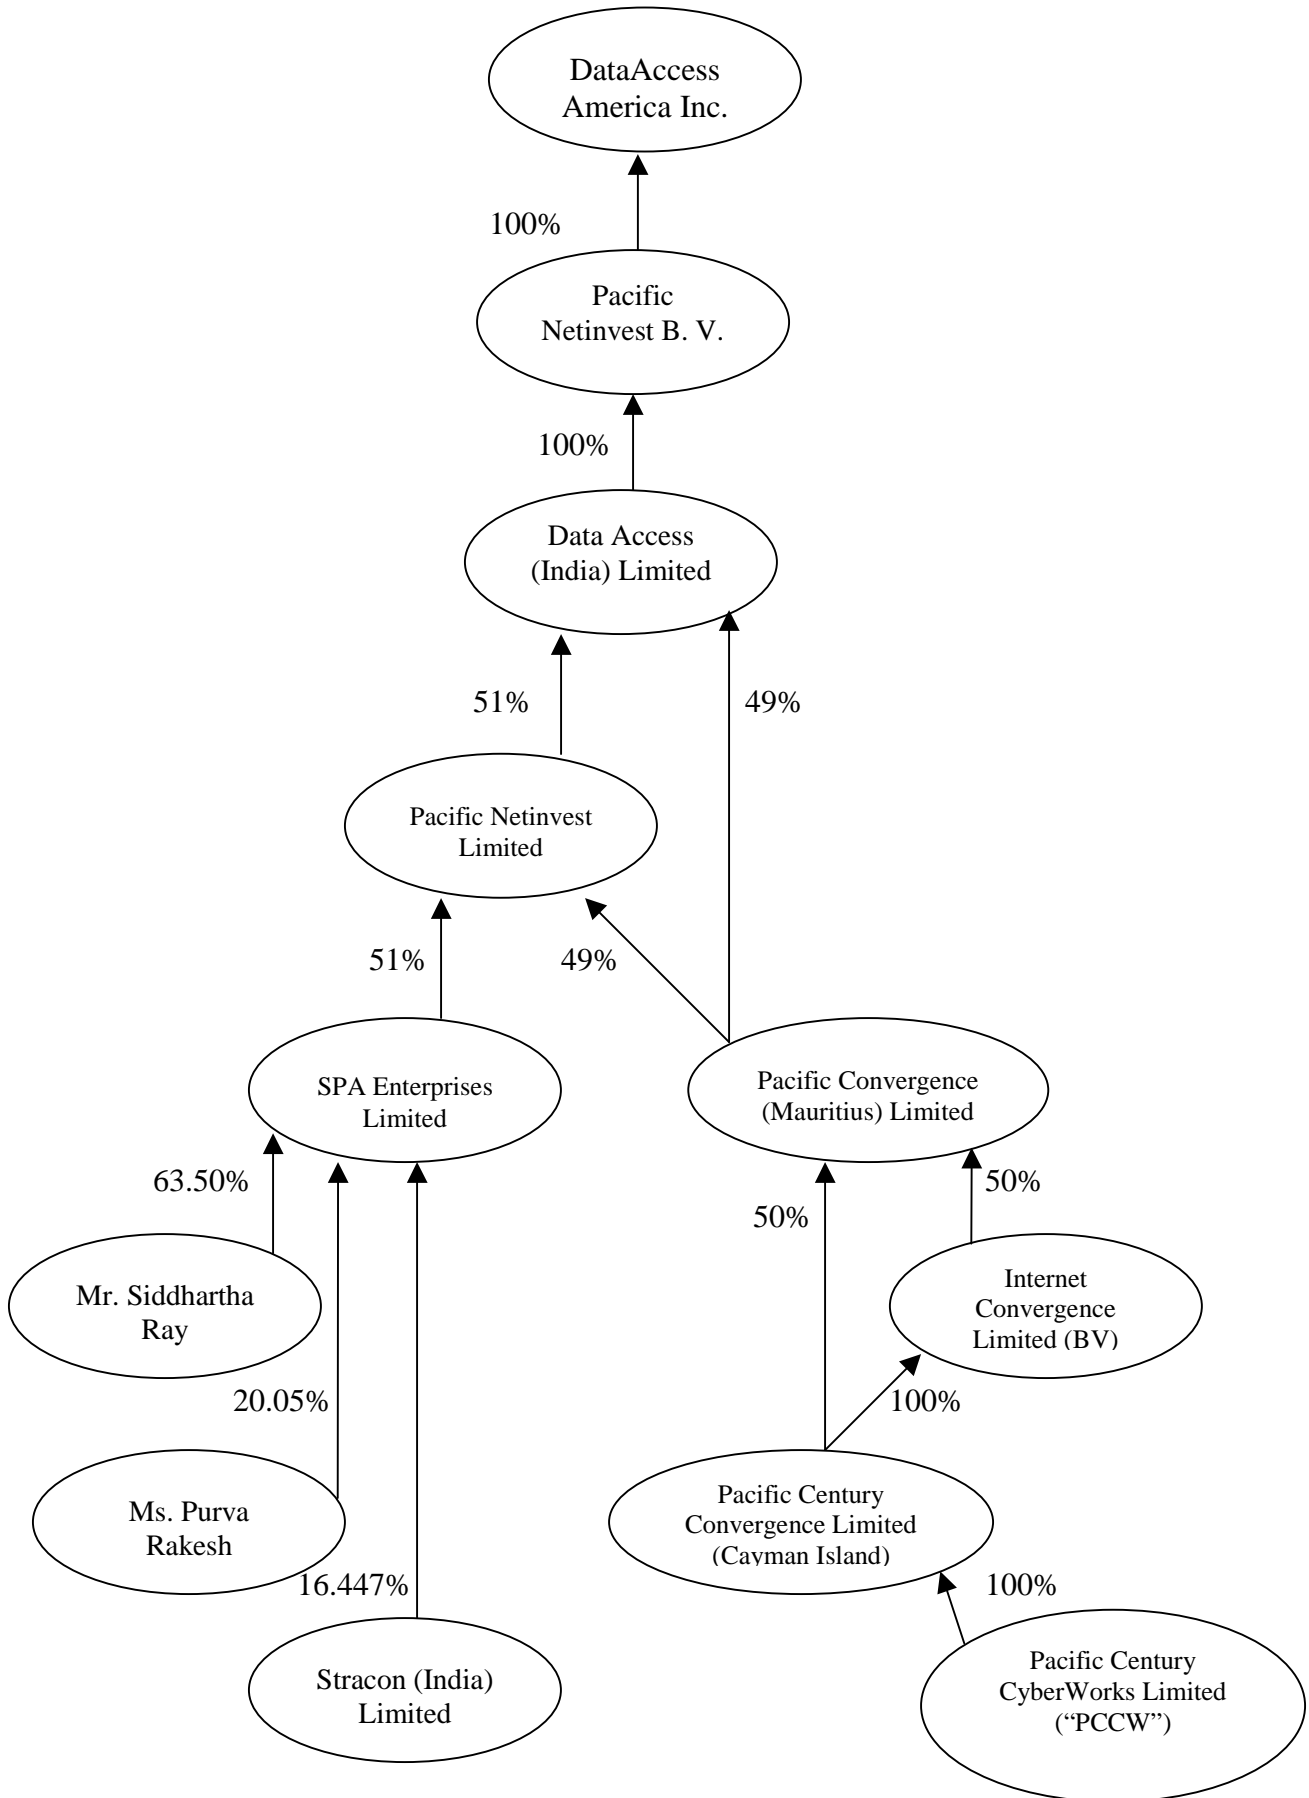 DataAccess
America Inc.
100%
Pacific
Netinvest B. V.
100%
Data Access
(India) Limited
51%
49%
Pacific Netinvest
Limited
51%
49%
SPA Enterprises
Limited
Pacific Convergence
(Mauritius) Limited
63.50%
50%
50%
Mr. Siddhartha
Ray
Internet
Convergence
Limited (BV)
20.05%
100%
Ms. Purva
Rakesh
Pacific Century
Convergence Limited
(Cayman Island)
16.447%
100%
Stracon (India)
Limited
Pacific Century
CyberWorks Limited
(“PCCW”)